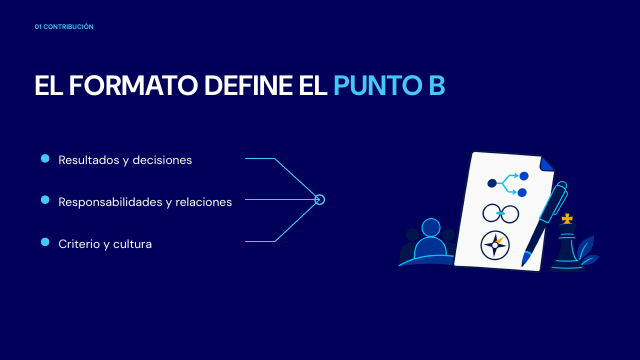 01 CONTRIBUCIÓN
EL FORMATO DEFINE EL PUNTO B
Resultados y decisiones
Responsabilidades y relaciones
Criterio y cultura